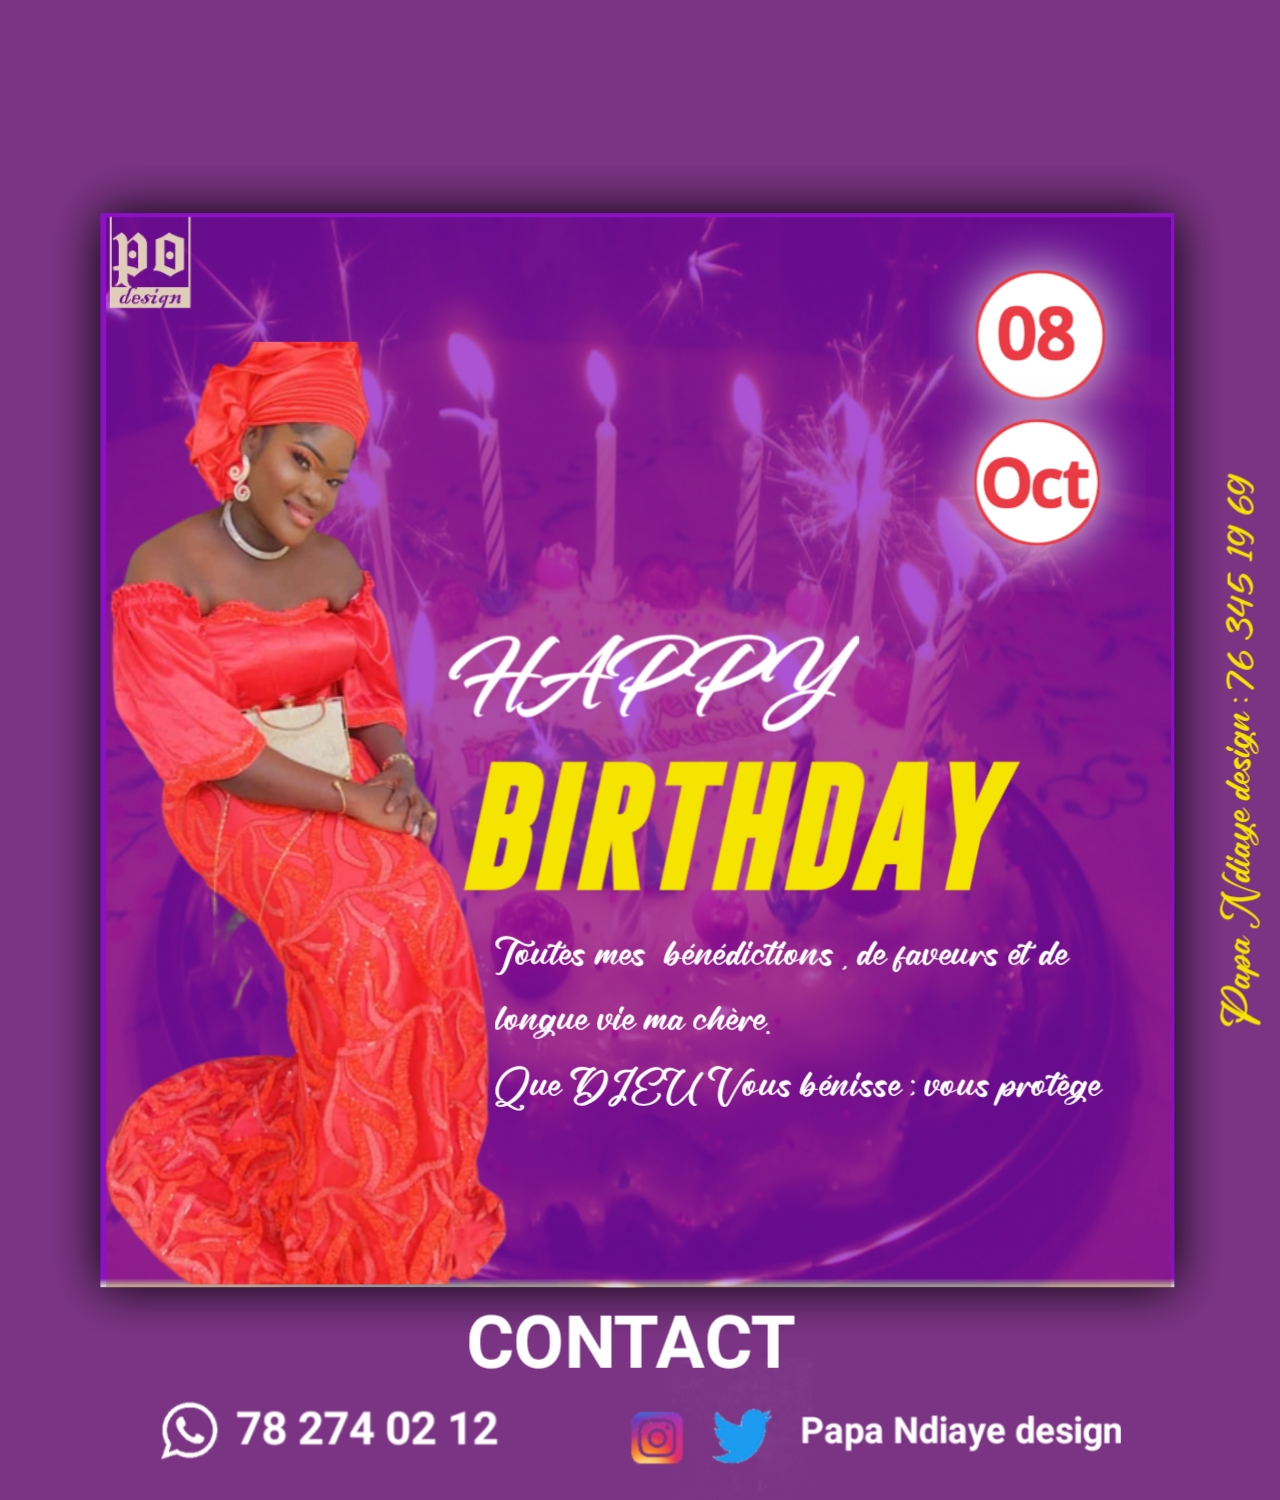 PO
design
08
Oct
HAPPY
BIRTHDAY
Toutes mes bénédictions , de faveurs et de
longue vie ma chère.
Que DIEU Vous bénisse ; vous protège
Papa Ndiaye design : 76 345 19 69
CONTACT
78 274 02 12
Papa Ndiaye design